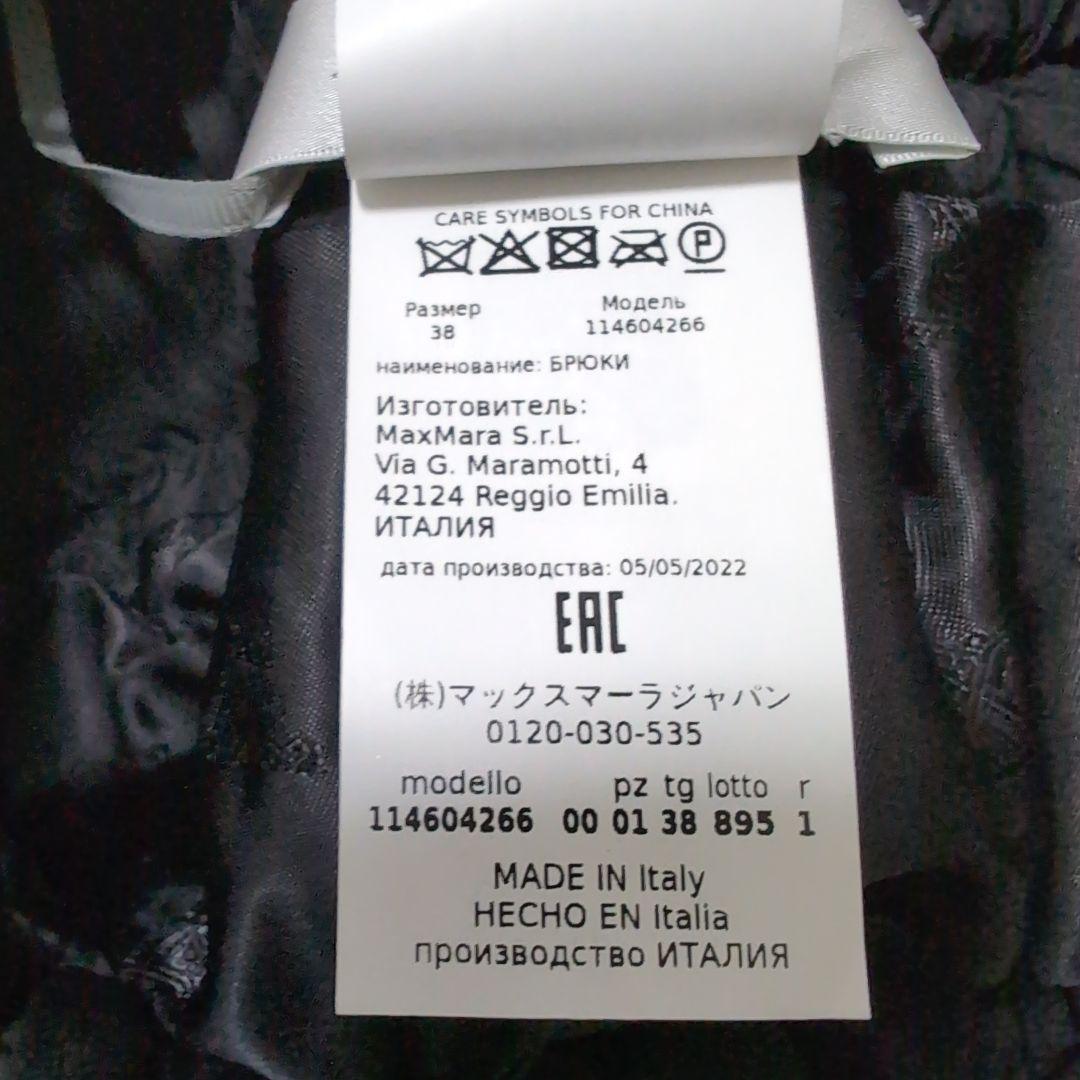 CARE SYMBOLS FOR CHINA
P
Размер Модель
38 114604266
наименование: БРЮКИ
Изготовитель:
MaxMara S.r.L.
Via G. Maramotti, 4
42124 Reggio Emilia.
ИТАЛИЯ
дата производства: 05/05/2022
EAC
(株)マックスマーラジャパン
0120-030-535
modello pz tg lotto r
114604266 00 01 38 895 1
MADE IN Italy
HECHO EN Italia
производство ИТАЛИЯ